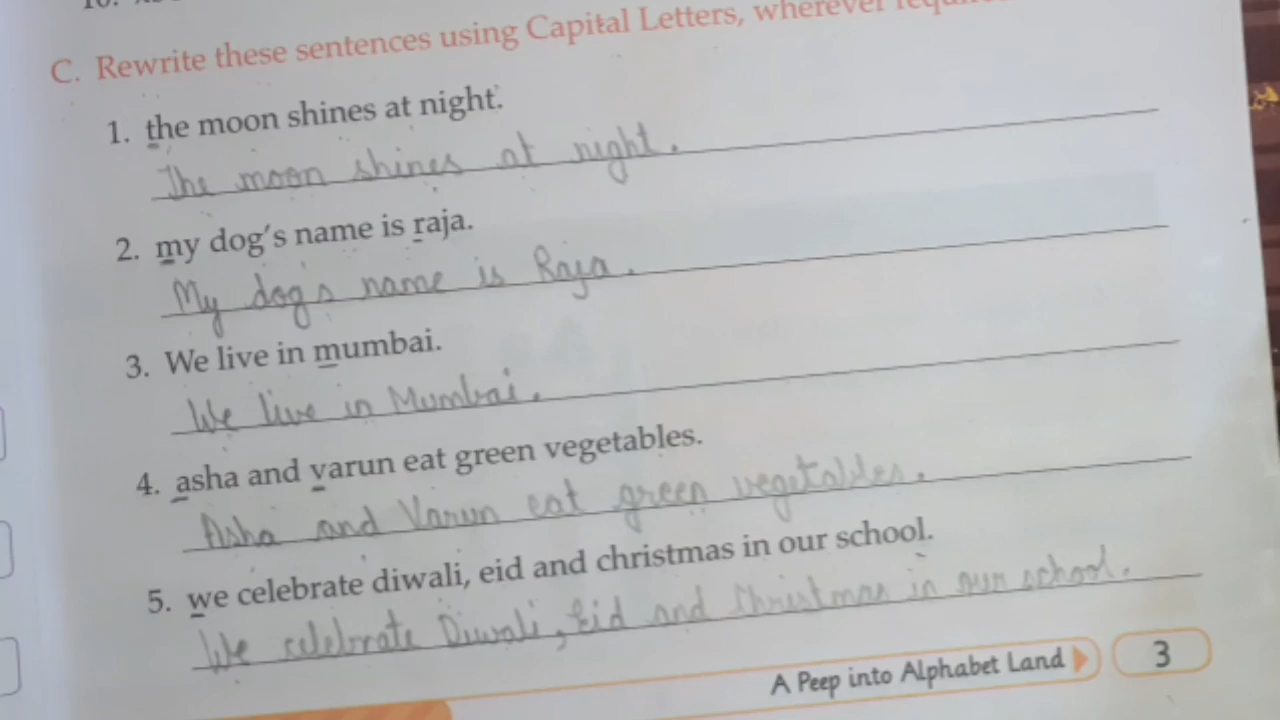 C. Rewrite these sentences using Capital Letters, wherever
1. the moon shines at night.
The moon shines at night.
2. my dog's name is raja.
My dog's name is Raja.
3. We live in mumbai.
We live in Mumbai.
4. asha and varun eat green vegetables.
Asha and Varun eat green vegetables.
5. we celebrate diwali, eid and christmas in our school.
We celebrate Diwali, Eid and Christmas in our school.
A Peep into Alphabet Land 3